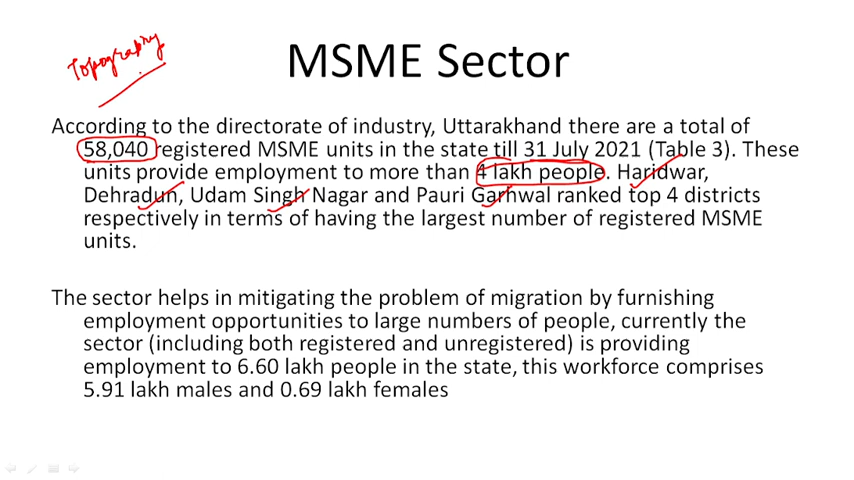 Topography
MSME Sector
According to the directorate of industry, Uttarakhand there are a total of
58,040 registered MSME units in the state till 31 July 2021 (Table 3). These
units provide employment to more than 4 lakh people. Haridwar,
Dehradun, Udam Singh Nagar and Pauri Garhwal ranked top 4 districts
respectively in terms of having the largest number of registered MSME
units.
The sector helps in mitigating the problem of migration by furnishing
employment opportunities to large numbers of people, currently the
sector (including both registered and unregistered) is providing
employment to 6.60 lakh people in the state, this workforce comprises
5.91 lakh males and 0.69 lakh females